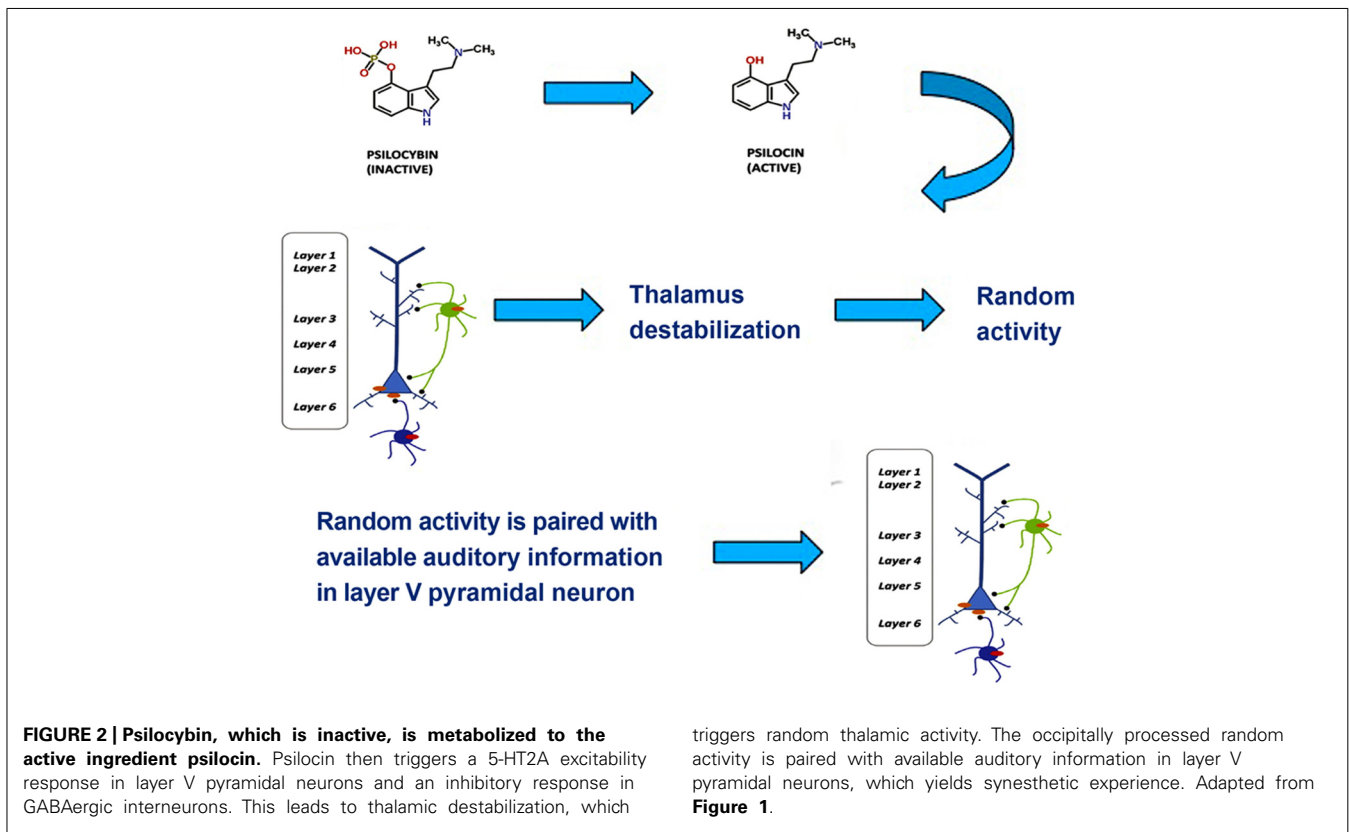 HO
OH
P
O
O
H₃C
N
CH₃
N
H
PSILOCYBIN
(INACTIVE)
OH
H₃C
N
CH₃
N
H
PSILOCIN
(ACTIVE)
Layer 1
Layer 2
Layer 3
Layer 4
Layer 5
Layer 6
Thalamus
destabilization
Random
activity
Random activity is paired with
available auditory information
in layer V pyramidal neuron
Layer 1
Layer 2
Layer 3
Layer 4
Layer 5
Layer 6
FIGURE 2 | Psilocybin, which is inactive, is metabolized to the
active ingredient psilocin. Psilocin then triggers a 5-HT2A excitability
response in layer V pyramidal neurons and an inhibitory response in
GABAergic interneurons. This leads to thalamic destabilization, which
triggers random thalamic activity. The occipitally processed random
activity is paired with available auditory information in layer V
pyramidal neurons, which yields synesthetic experience. Adapted from
Figure 1.